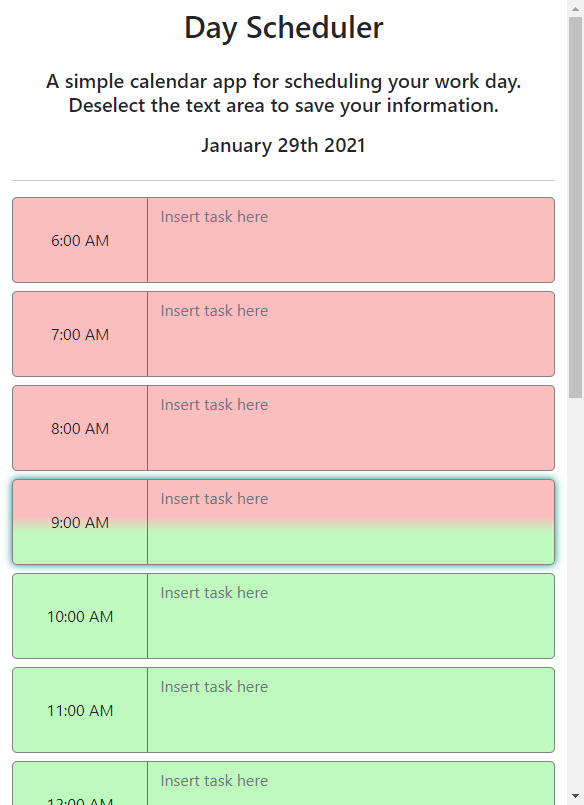 Day Scheduler
A simple calendar app for scheduling your work day.
Deselect the text area to save your information.
January 29th 2021
Insert task here
6:00 AM
Insert task here
7:00 AM
Insert task here
8:00 AM
Insert task here
9:00 AM
Insert task here
10:00 AM
Insert task here
11:00 AM
Insert task here
12:00 AM